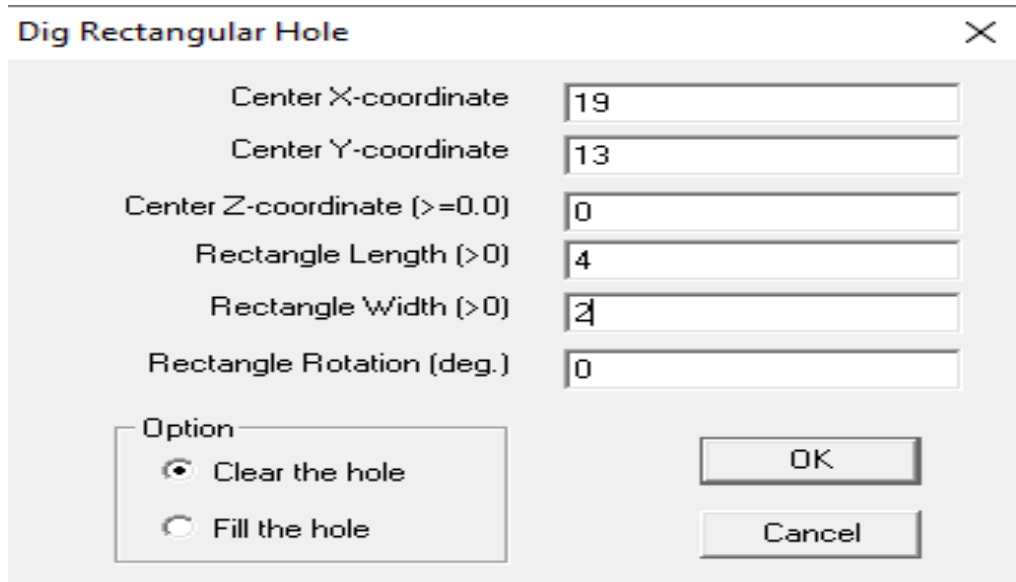 Dig Rectangular Hole
Center X-coordinate 19
Center Y-coordinate 13
Center Z-coordinate (>=0.0) 0
Rectangle Length (>0) 4
Rectangle Width (>0) 2
Rectangle Rotation (deg.) 0
Option
Clear the hole
Fill the hole
OK
Cancel